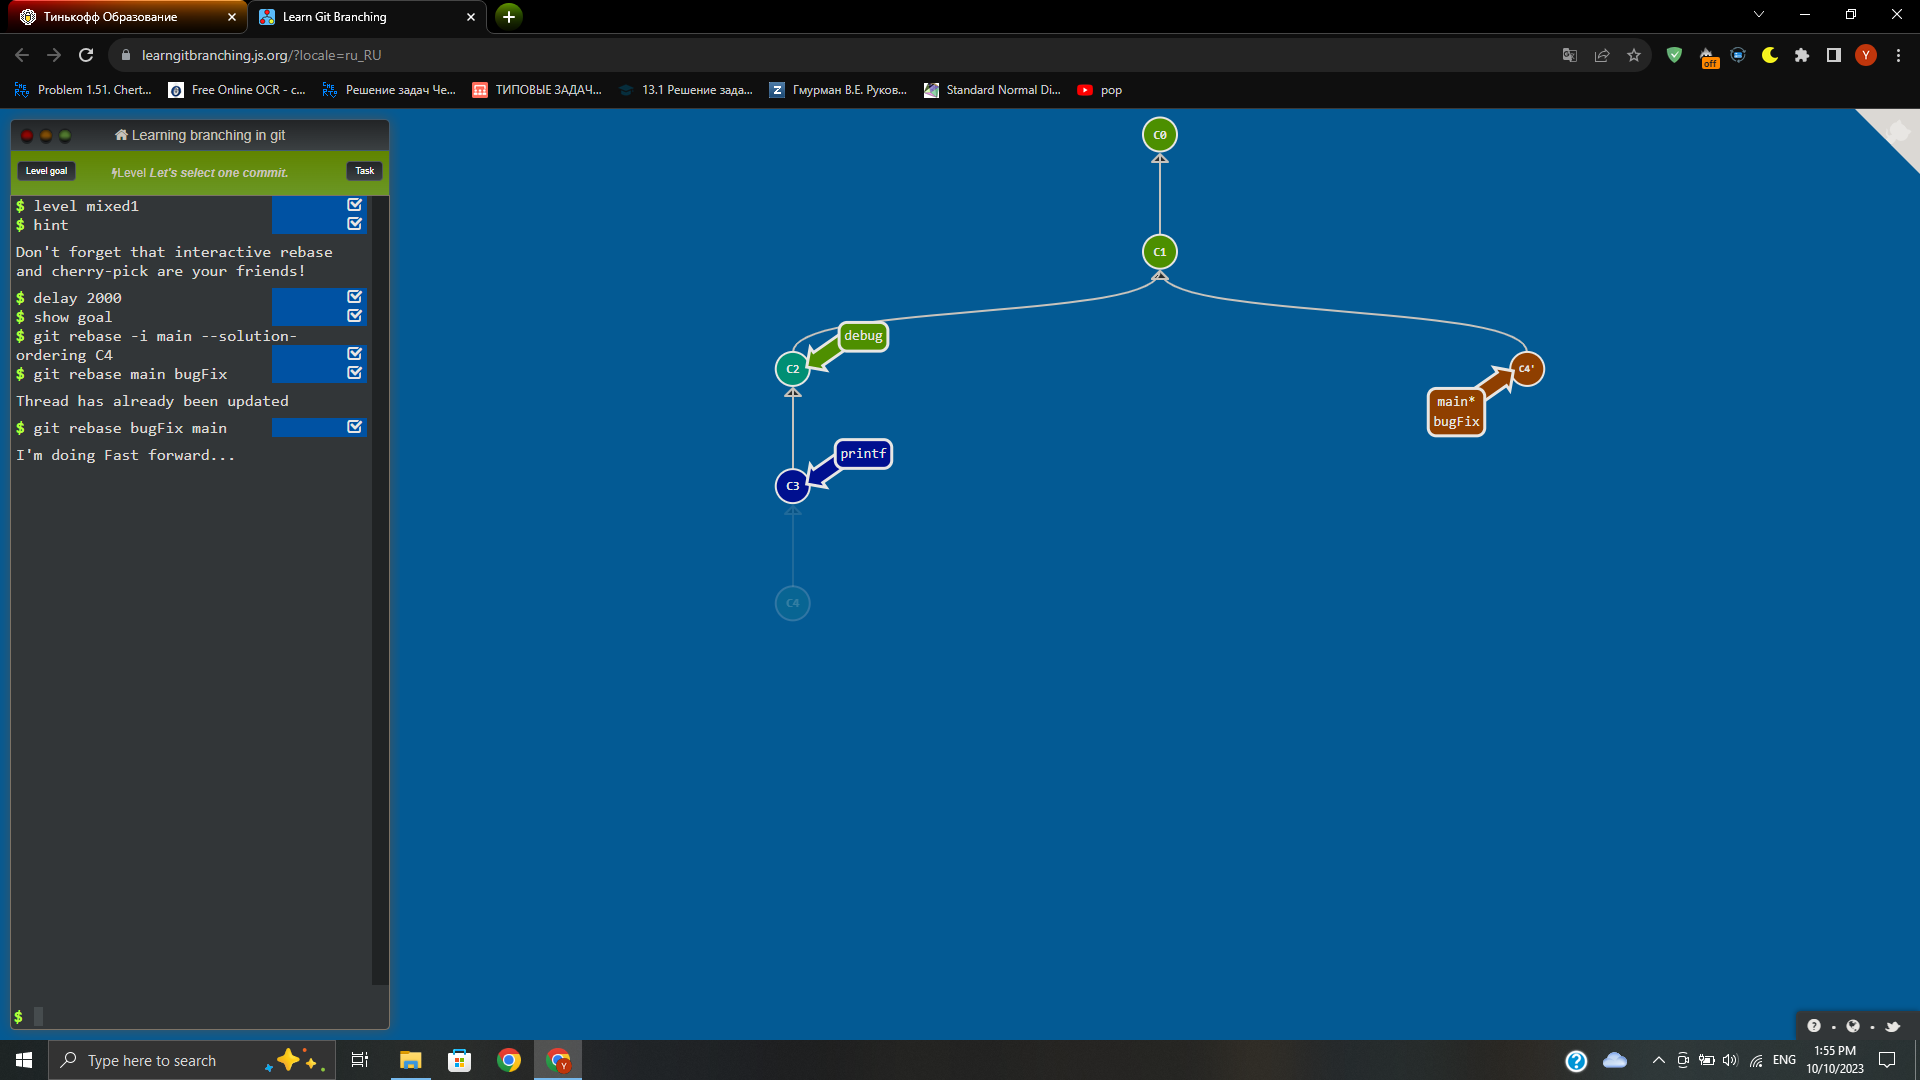 Тинькофф Образование
Learn Git Branching
learngitbranching.js.org/?locale=ru_RU
off
Y
Problem 1.51. Chert...
Free Online OCR - c...
Решение задач Че...
ТИПОВЫЕ ЗАДАЧ...
13.1 Решение зада...
Гмурман В.Е. Руков...
Standard Normal Di...
pop
Learning branching in git
Level goal
Level Let's select one commit.
Task
$ level mixed1
$ hint
Don't forget that interactive rebase
and cherry-pick are your friends!
$ delay 2000
$ show goal
$ git rebase -i main --solution-
ordering C4
$ git rebase main bugFix
Thread has already been updated
$ git rebase bugFix main
I'm doing Fast forward...
$
C0
C1
debug
C2
C4'
main*
bugFix
printf
C3
C4
Type here to search
ENG
1:55 PM
10/10/2023